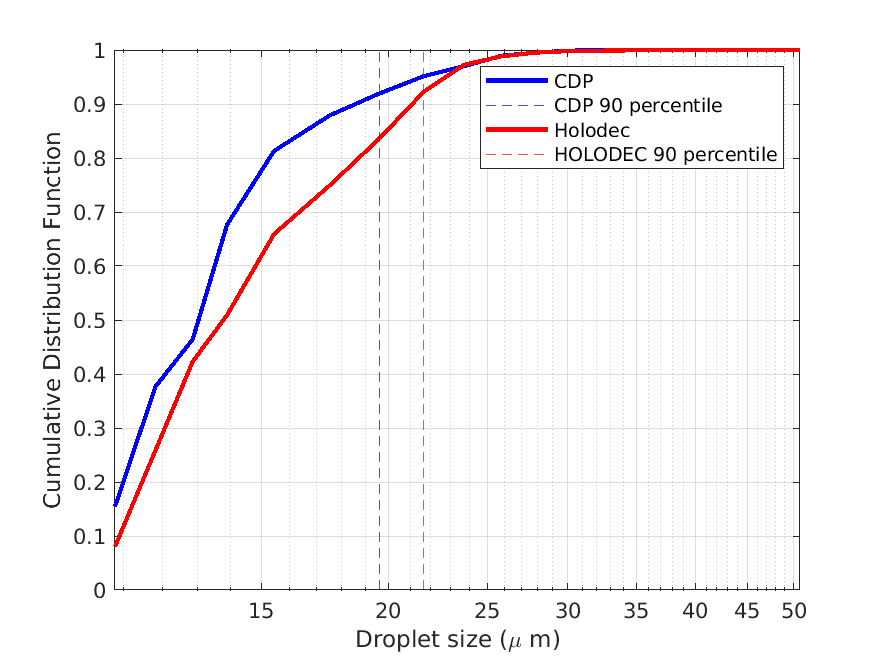 1
0.9
0.8
0.7
0.6
0.5
0.4
0.3
0.2
0.1
0
Cumulative Distribution Function
CDP
CDP 90 percentile
Holodec
HOLODEC 90 percentile
15 20 25 30 35 40 45 50
Droplet size (μ m)